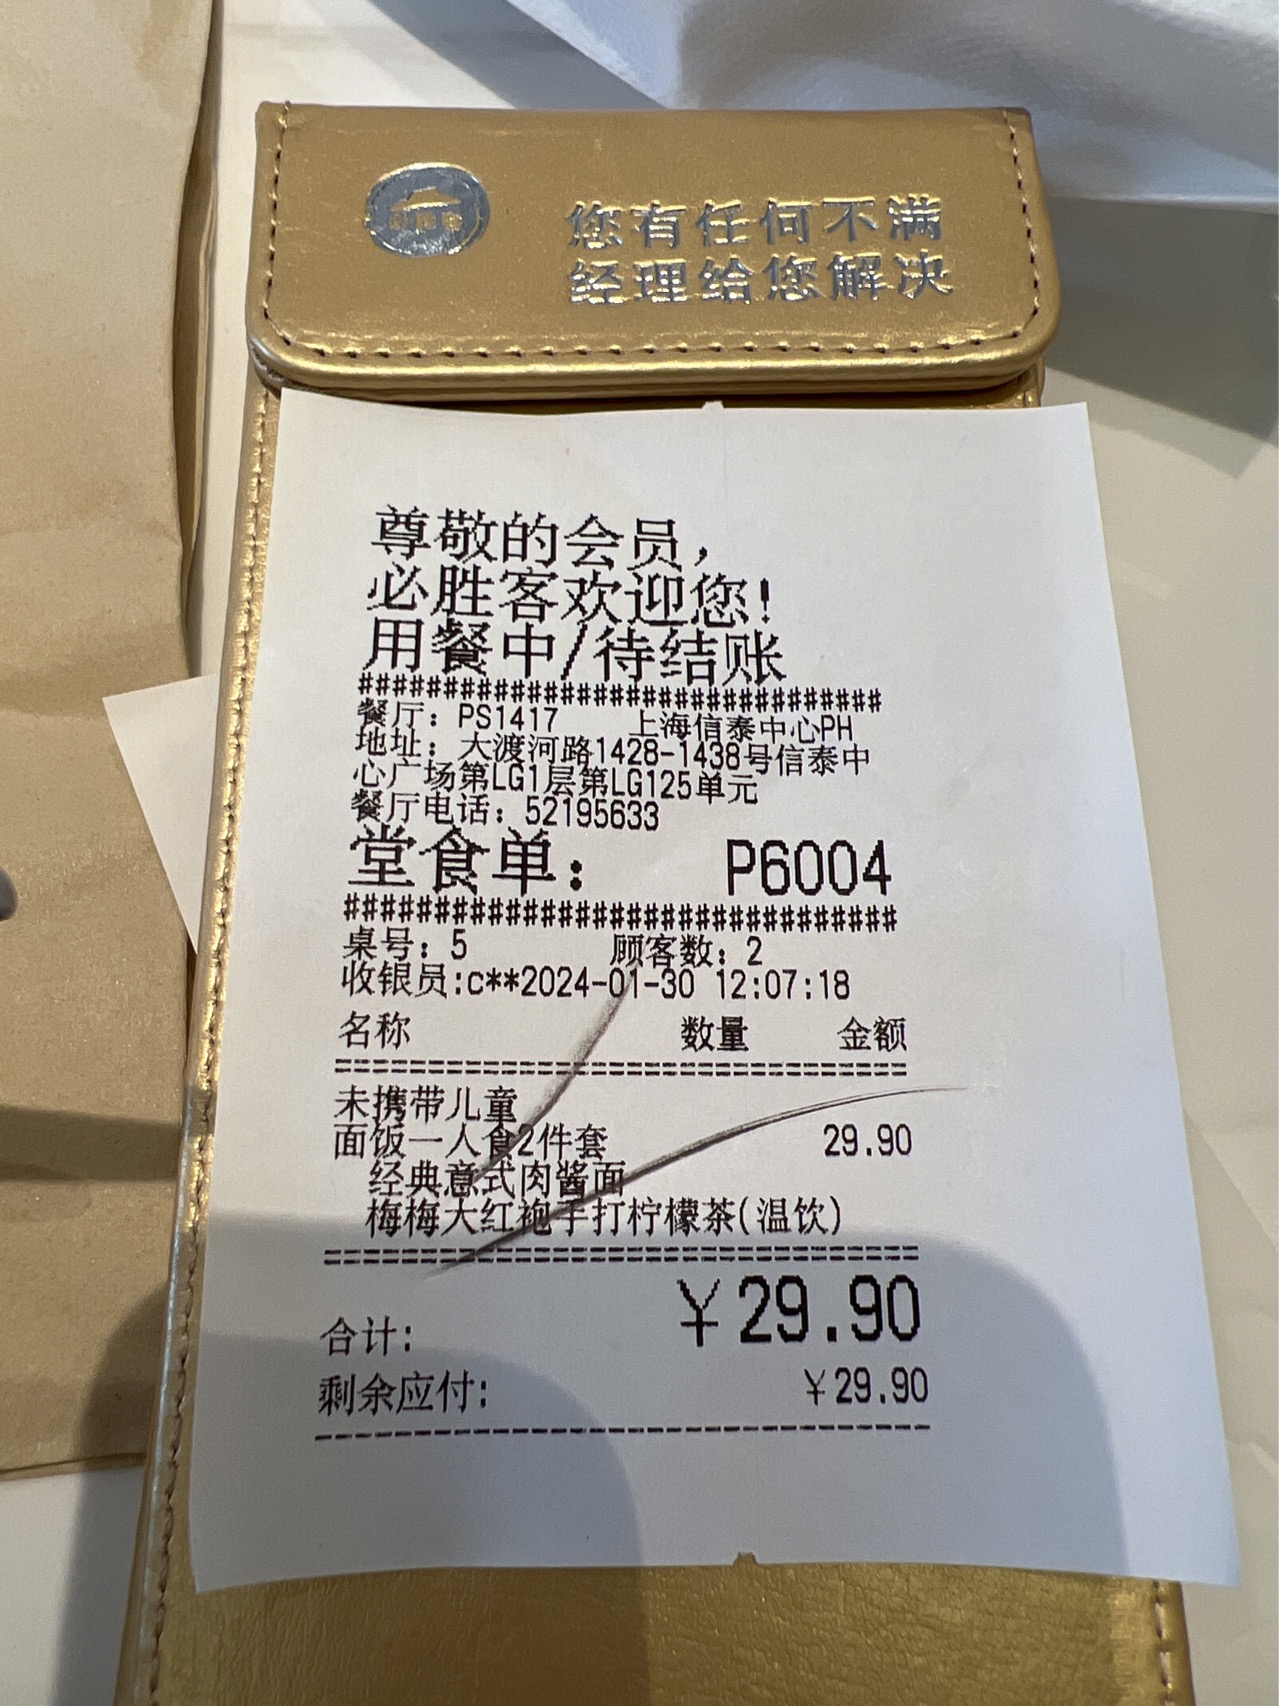 您有任何不满
经理给您解决
尊敬的会员，
必胜客欢迎您！
用餐中/待结账
################################
餐厅：PS1417 上海信泰中心PH
地址：大渡河路1428-1438号信泰中
心广场第LG1层第LG125单元
餐厅电话：52195633
堂食单： P6004
################################
桌号：5 顾客数：2
收银员:c**2024-01-30 12:07:18
名称 数量 金额
未携带儿童
面饭一人食2件套 29.90
经典意式肉酱面
梅梅大红袍手打柠檬茶(温饮)
合计: ￥29.90
剩余应付: ￥29.90